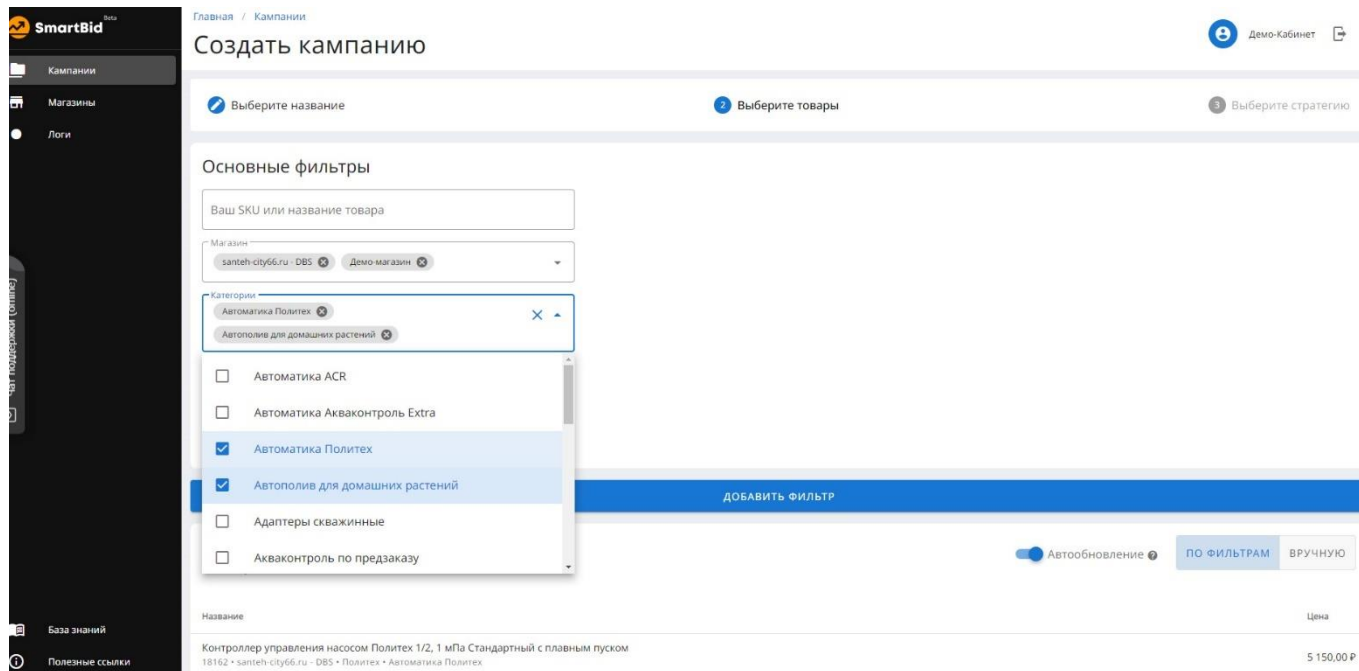 SmartBid Beta
Кампании
Магазины
Логи
Чат поддержки (online)
База знаний
Полезные ссылки
Главная / Кампании
Создать кампанию
Демо-Кабинет
Выберите название
2 Выберите товары
3 Выберите стратегию
Основные фильтры
Ваш SKU или название товара
Магазин
santeh-city66.ru - DBS Демо-магазин
Категории
Автоматика Политех
Автополив для домашних растений
Автоматика ACR
Автоматика Акваконтроль Extra
Автоматика Политех
Автополив для домашних растений
Адаптеры скважинные
Акваконтроль по предзаказу
ДОБАВИТЬ ФИЛЬТР
Автообновление ПО ФИЛЬТРАМ ВРУЧНУЮ
Название Цена
Контроллер управления насосом Политех 1/2, 1 мПа Стандартный с плавным пуском
18162 • santeh-city66.ru - DBS • Политех • Автоматика Политех
5 150,00 ₽